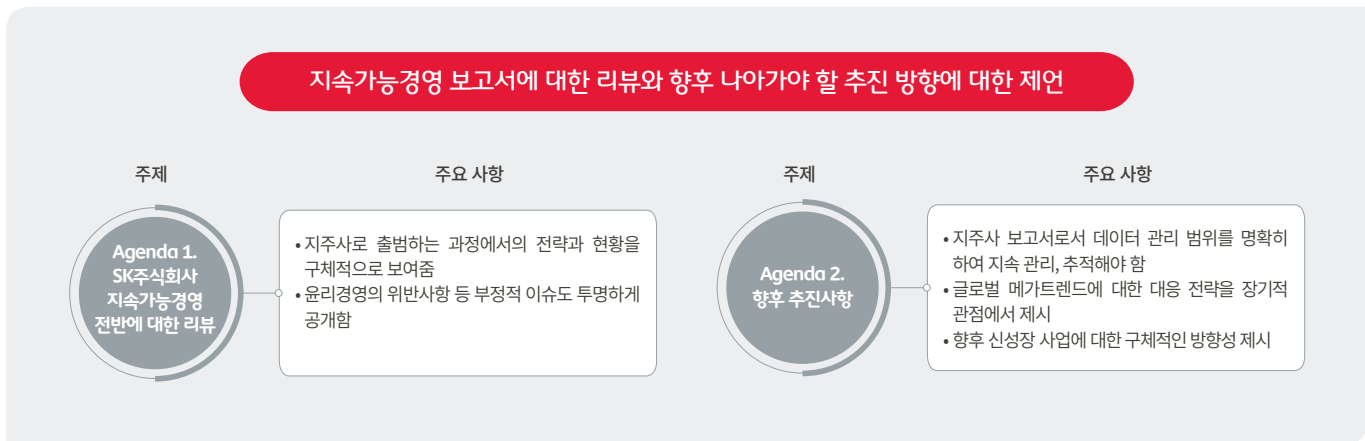 지속가능경영 보고서에 대한 리뷰와 향후 나아가야 할 추진 방향에 대한 제언
주제
주요 사항
Agenda 1.
SK주식회사
지속가능경영
전반에 대한 리뷰
• 지주사로 출범하는 과정에서의 전략과 현황을
구체적으로 보여줌
• 윤리경영의 위반사항 등 부정적 이슈도 투명하게
공개함
주제
주요 사항
Agenda 2.
향후 추진사항
• 지주사 보고서로서 데이터 관리 범위를 명확히
하여 지속 관리, 추적해야 함
• 글로벌 메가트렌드에 대한 대응 전략을 장기적
관점에서 제시
• 향후 신성장 사업에 대한 구체적인 방향성 제시